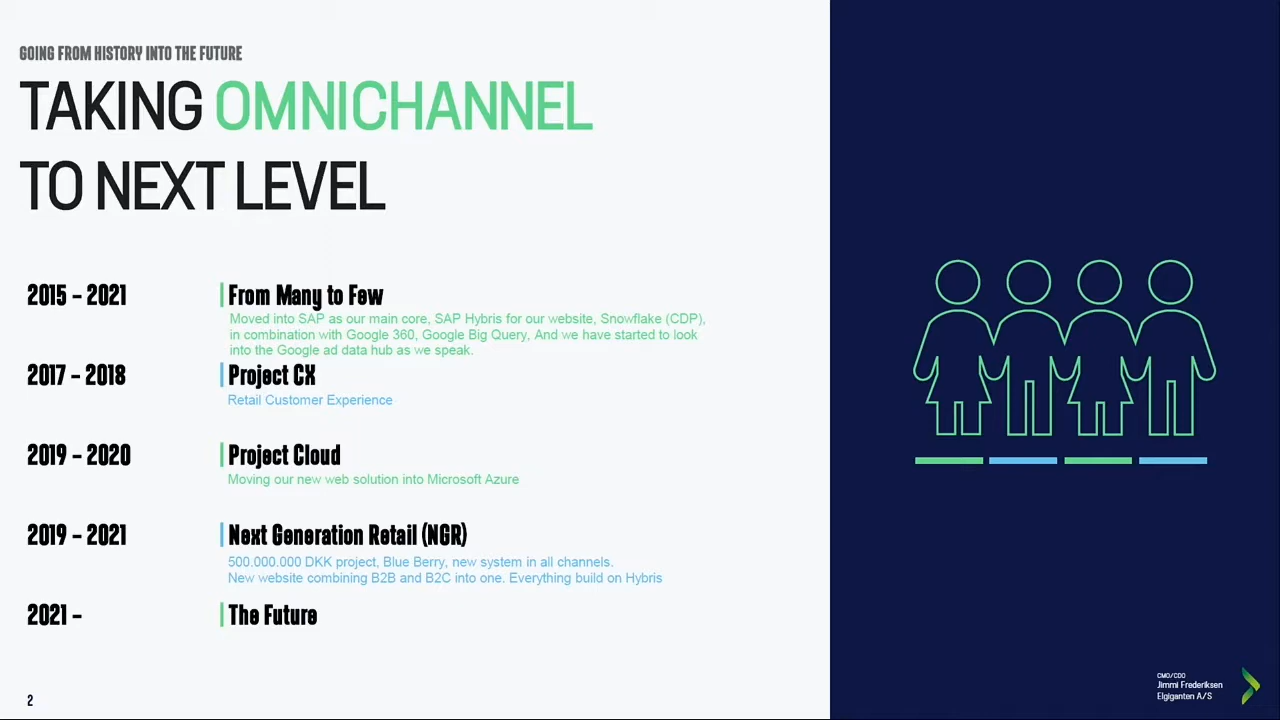 GOING FROM HISTORY INTO THE FUTURE
TAKING OMNICHANNEL
TO NEXT LEVEL
2015 - 2021
From Many to Few
Moved into SAP as our main core, SAP Hybris for our website, Snowflake (CDP),
in combination with Google 360, Google Big Query, And we have started to look
into the Google ad data hub as we speak.
2017 - 2018
Project CX
Retail Customer Experience
2019 - 2020
Project Cloud
Moving our new web solution into Microsoft Azure
2019 - 2021
Next Generation Retail (NGR)
500.000.000 DKK project, Blue Berry, new system in all channels.
New website combining B2B and B2C into one. Everything build on Hybris
2021 -
The Future
2
CMO/CDO
Jimmi Frederiksen
Elgiganten A/S